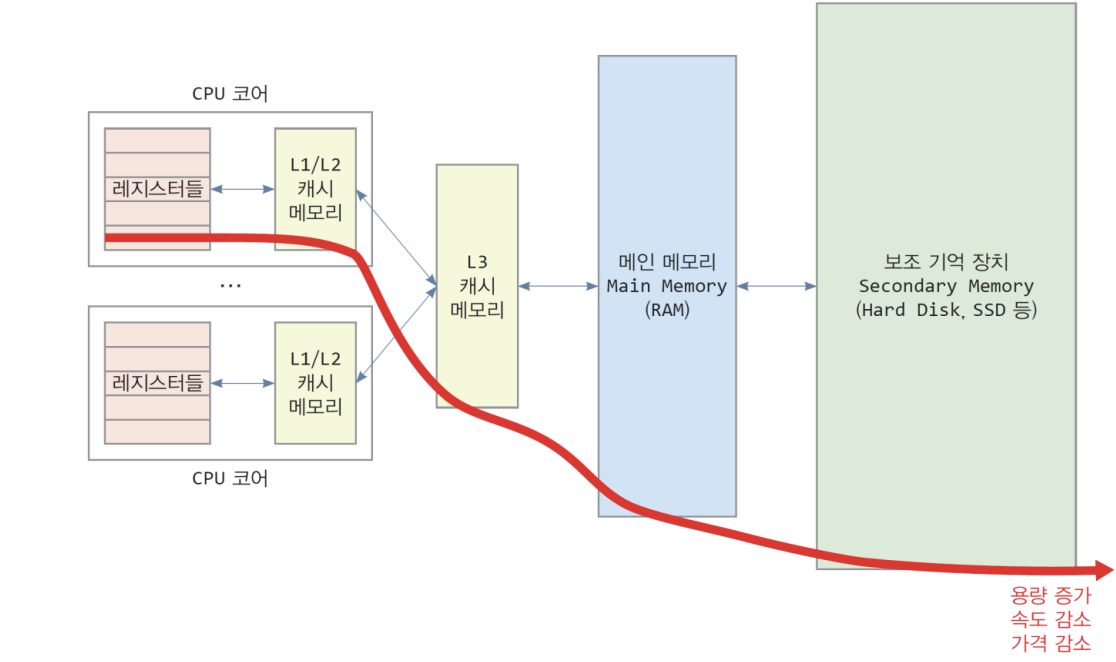 CPU 코어
레지스터들
L1/L2
캐시
메모리
...
레지스터들
L1/L2
캐시
메모리
CPU 코어
L3
캐시
메모리
메인 메모리
Main Memory
(RAM)
보조 기억 장치
Secondary Memory
(Hard Disk, SSD 등)
용량 증가
속도 감소
가격 감소